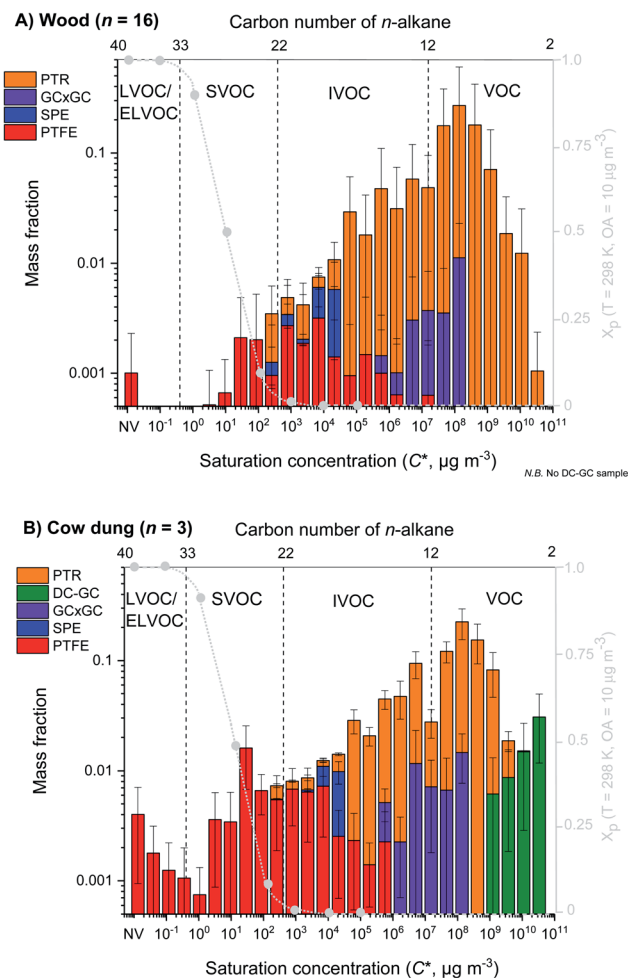 A) Wood (n = 16)
Carbon number of n-alkane
40 33 22 12 2
PTR
GCxGC
SPE
PTFE
LVOC/
ELVOC
SVOC
IVOC
VOC
Mass fraction
0.1
0.01
0.001
1.0
0.75
0.5
0.25
0
Xp (T = 298 K, OA = 10 µg m-3)
NV 10-1 100 101 102 103 104 105 106 107 108 109 1010 1011
Saturation concentration (C*, µg m-3)
N.B. No DC-GC sample
B) Cow dung (n = 3)
Carbon number of n-alkane
40 33 22 12 2
PTR
DC-GC
GCxGC
SPE
PTFE
LVOC/
ELVOC
SVOC
IVOC
VOC
Mass fraction
0.1
0.01
0.001
1.0
0.75
0.5
0.25
0
Xp (T = 298 K, OA = 10 µg m-3)
NV 10-1 100 101 102 103 104 105 106 107 108 109 1010 1011
Saturation concentration (C*, µg m-3)